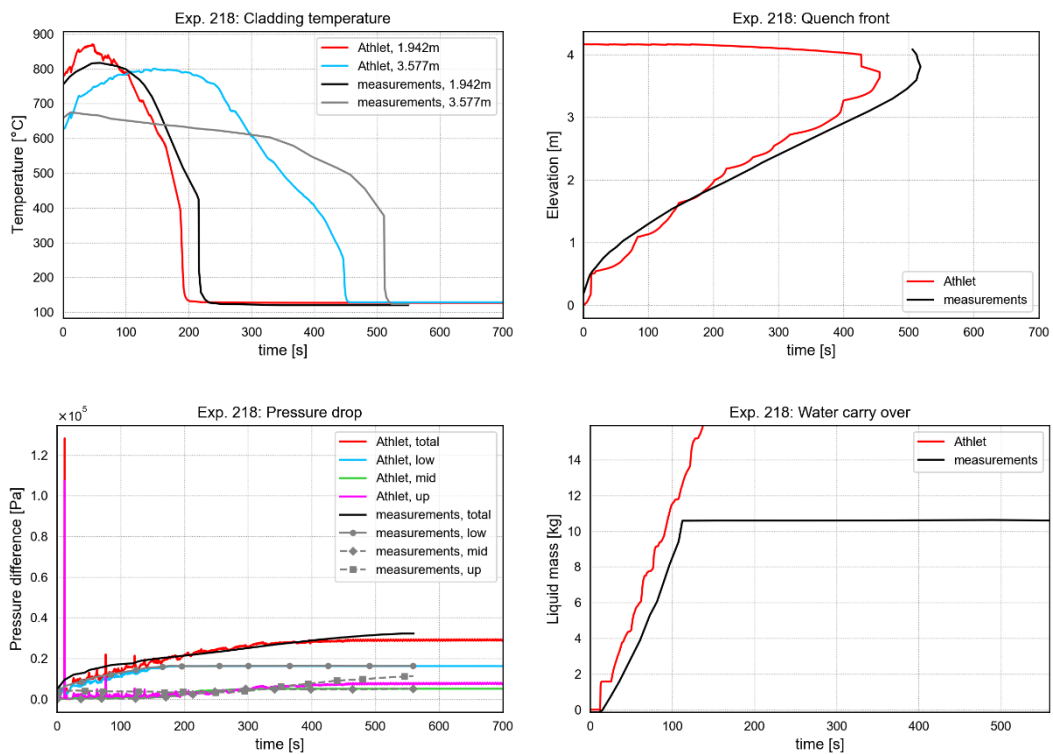 Exp. 218: Cladding temperature
900
800
700
600
500
400
300
200
100
Temperature [°C]
Athlet, 1.942m
Athlet, 3.577m
measurements, 1.942m
measurements, 3.577m
0 100 200 300 400 500 600 700
time [s]
Exp. 218: Quench front
4
3
2
1
0
Elevation [m]
Athlet
measurements
0 100 200 300 400 500 600 700
time [s]
Exp. 218: Pressure drop
×10⁵
1.2
1.0
0.8
0.6
0.4
0.2
0.0
Pressure difference [Pa]
Athlet, total
Athlet, low
Athlet, mid
Athlet, up
measurements, total
measurements, low
measurements, mid
measurements, up
0 100 200 300 400 500 600 700
time [s]
Exp. 218: Water carry over
14
12
10
8
6
4
2
0
Liquid mass [kg]
Athlet
measurements
0 100 200 300 400 500
time [s]